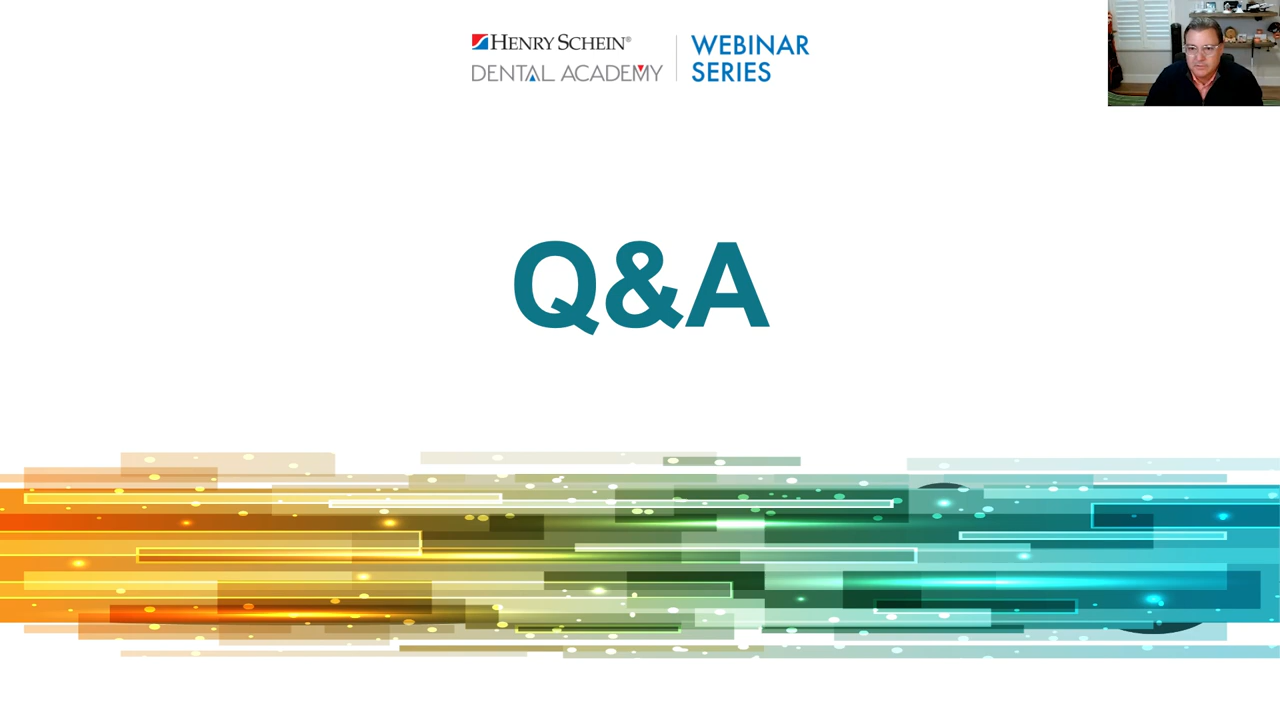 HENRY SCHEIN®
DENTAL ACADEMY
WEBINAR
SERIES
Q&A